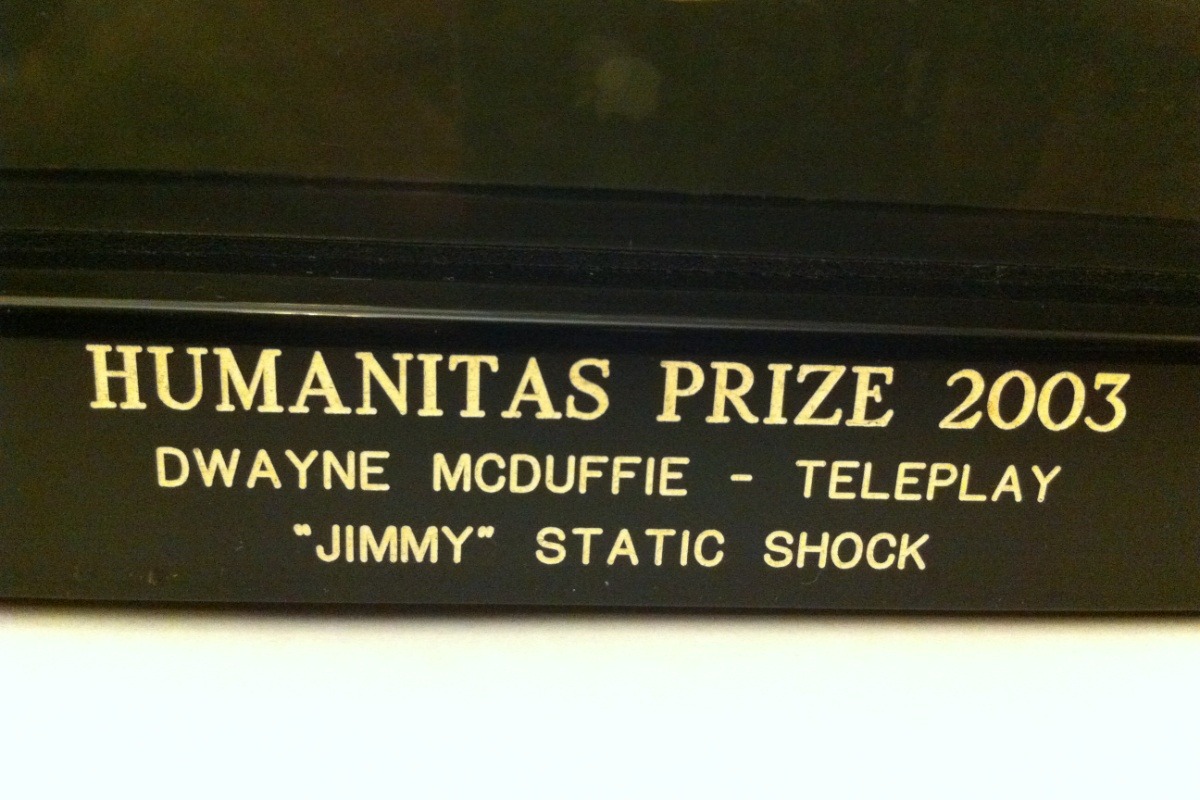 HUMANITAS PRIZE 2003
DWAYNE MCDUFFIE - TELEPLAY
"JIMMY" STATIC SHOCK